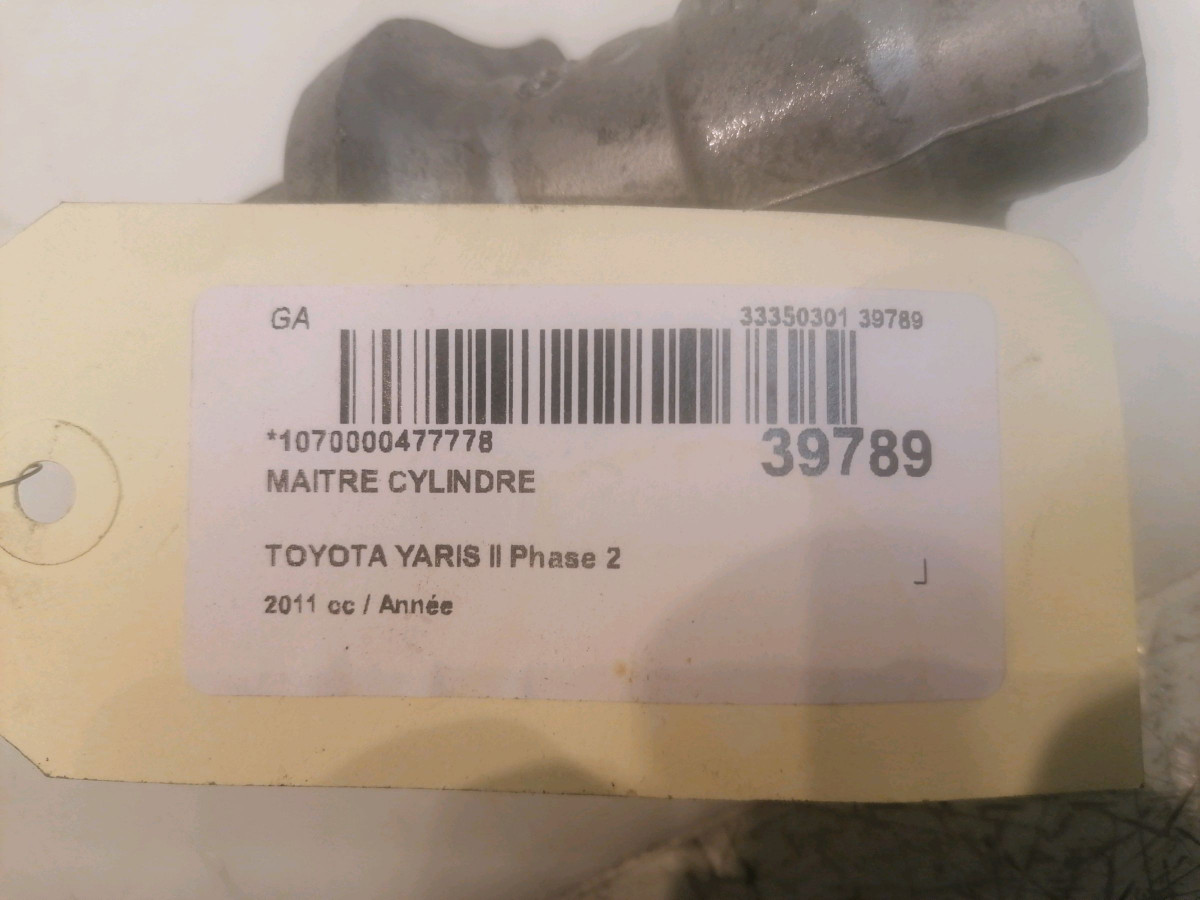 GA
33350301 39789
*1070000477778
39789
MAITRE CYLINDRE
TOYOTA YARIS II Phase 2
2011 cc / Année